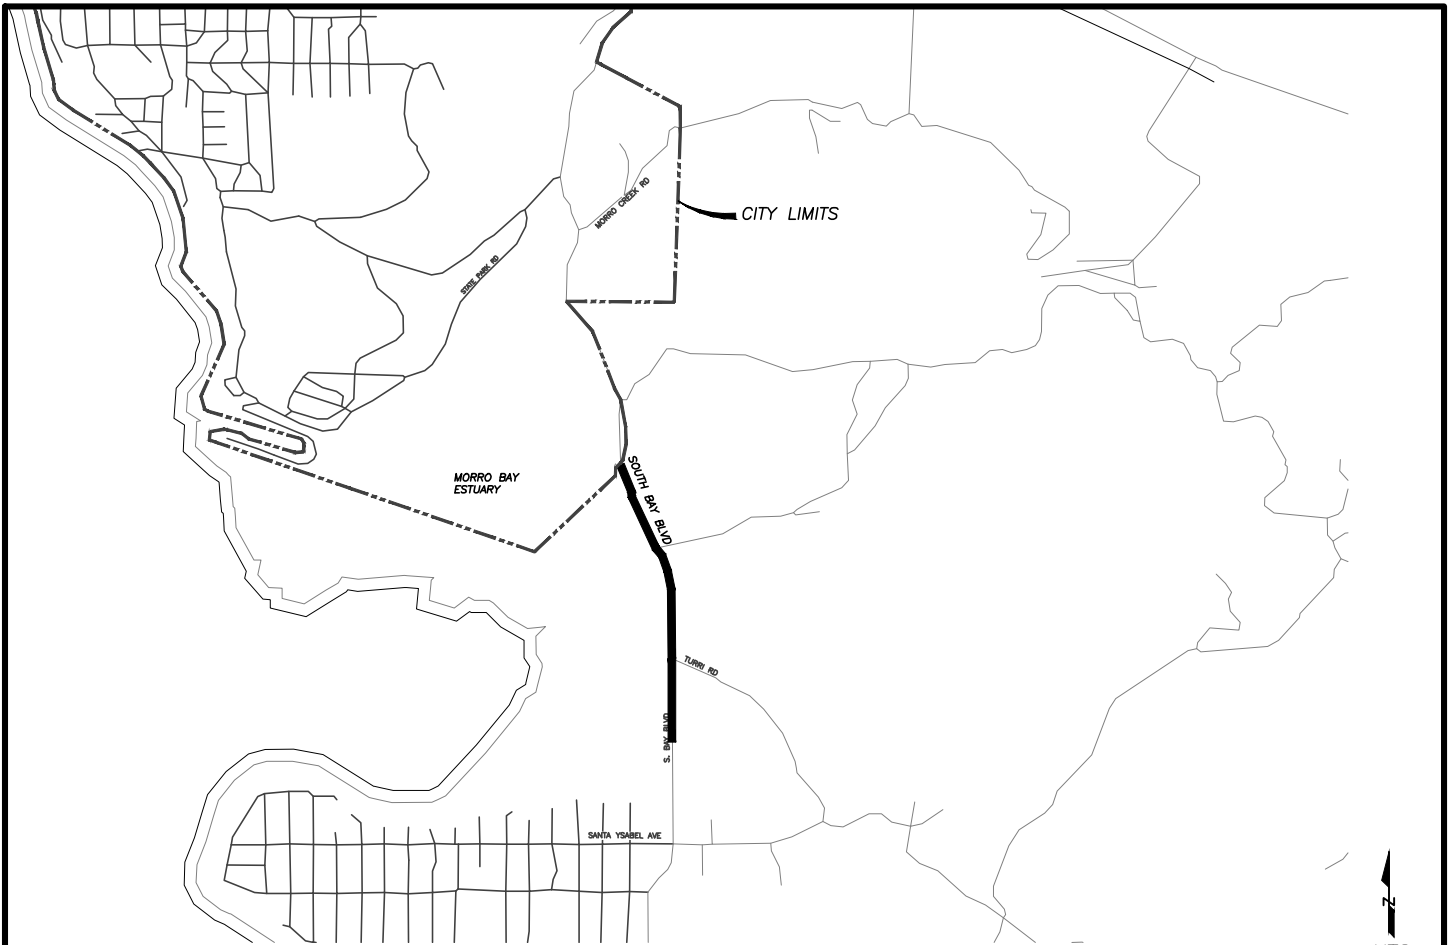 MORRO CREEK RD
CITY LIMITS
STATE PARK RD
MORRO BAY
ESTUARY
SOUTH BAY BLVD
TURRI RD
S. BAY BLVD
SANTA YSABEL AVE
N